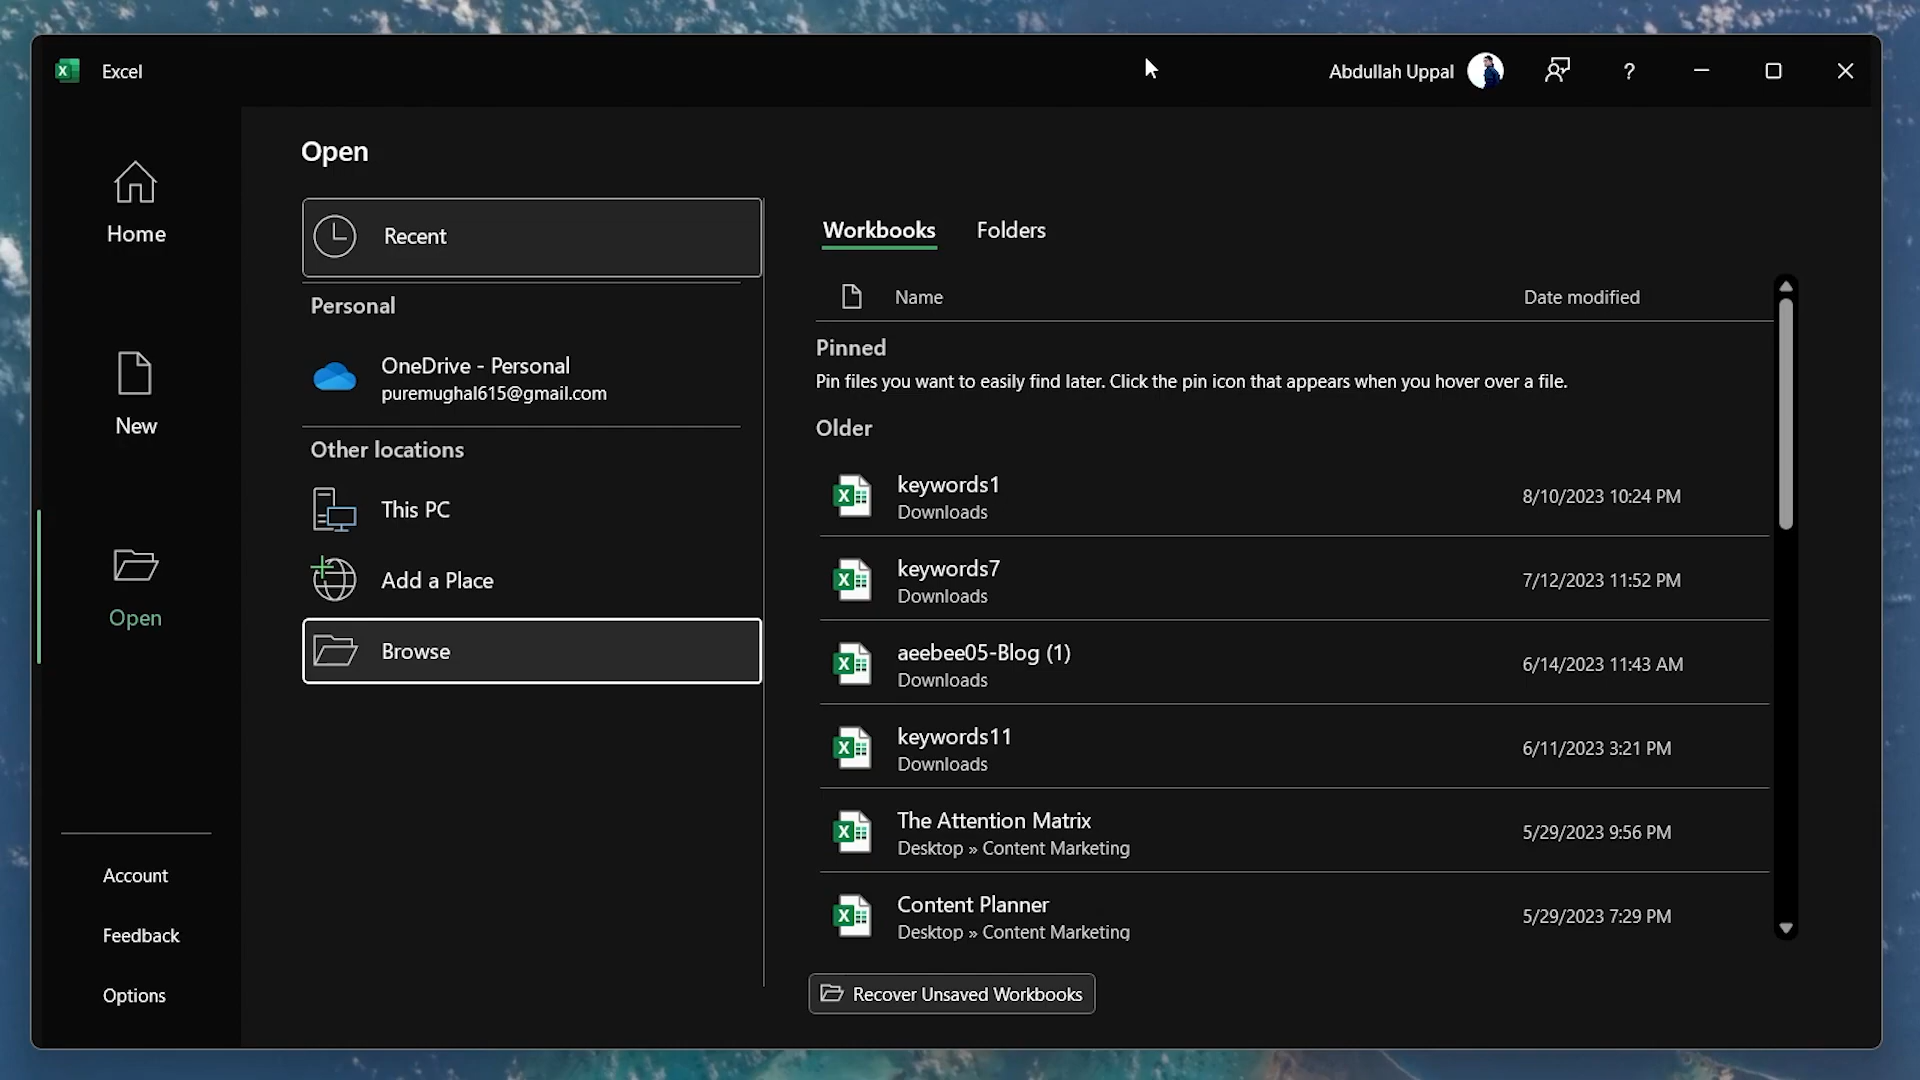 Excel
Abdullah Uppal
?
Home
New
Open
Account
Feedback
Options
Open
Recent
Personal
OneDrive - Personal
puremughal615@gmail.com
Other locations
This PC
Add a Place
Browse
Workbooks Folders
Name Date modified
Pinned
Pin files you want to easily find later. Click the pin icon that appears when you hover over a file.
Older
keywords1
Downloads
8/10/2023 10:24 PM
keywords7
Downloads
7/12/2023 11:52 PM
aeebee05-Blog (1)
Downloads
6/14/2023 11:43 AM
keywords11
Downloads
6/11/2023 3:21 PM
The Attention Matrix
Desktop » Content Marketing
5/29/2023 9:56 PM
Content Planner
Desktop » Content Marketing
5/29/2023 7:29 PM
Recover Unsaved Workbooks